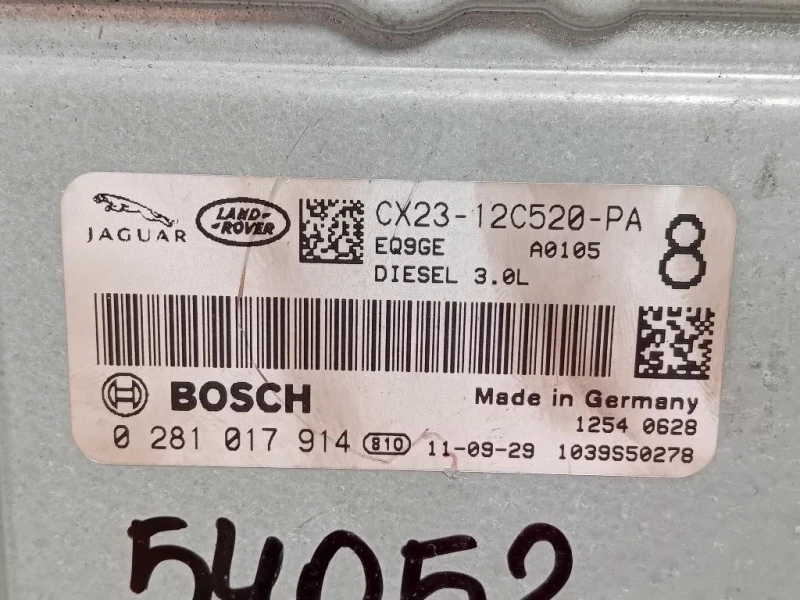 JAGUAR
LAND-
ROVER
CX23-12C520-PA
8
EQ9GE A0105
DIESEL 3.0L
BOSCH
Made in Germany
1254 0628
0 281 017 914 810 11-09-29 1039S50278
54052